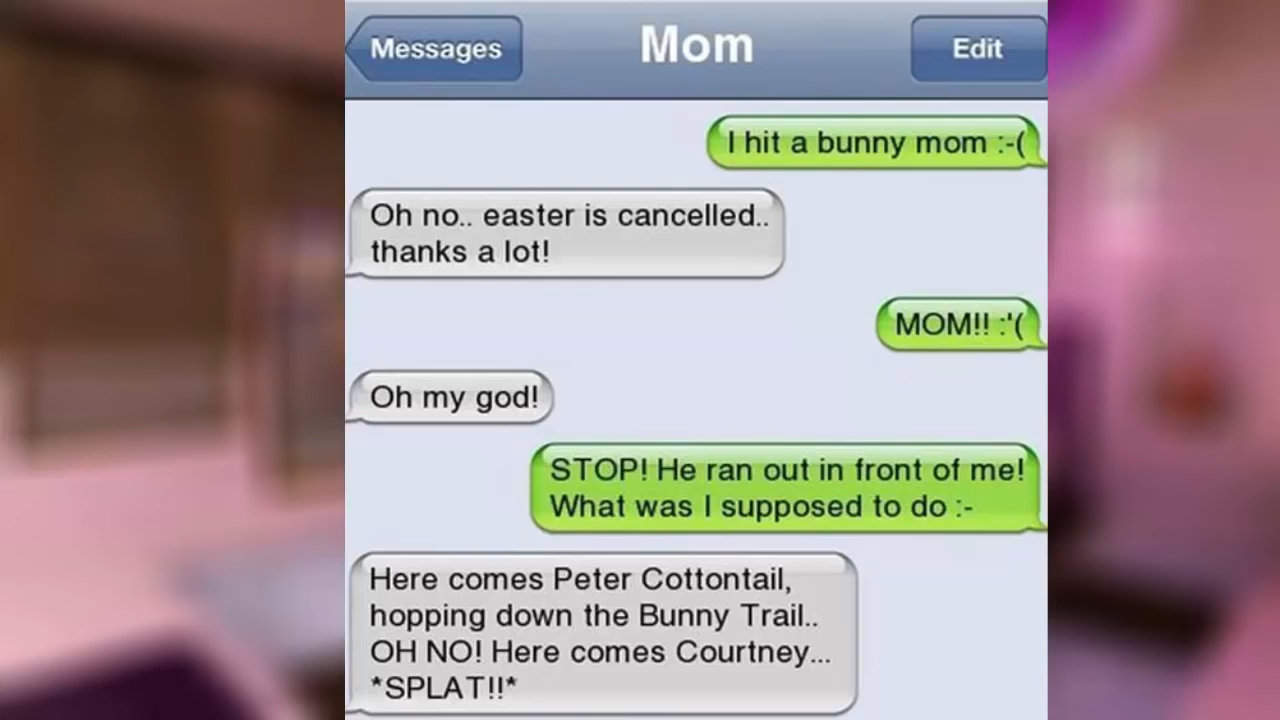 Messages
Mom
Edit
I hit a bunny mom :-(
Oh no.. easter is cancelled..
thanks a lot!
MOM!! :'(
Oh my god!
STOP! He ran out in front of me!
What was I supposed to do :-
Here comes Peter Cottontail,
hopping down the Bunny Trail..
OH NO! Here comes Courtney...
*SPLAT!!*